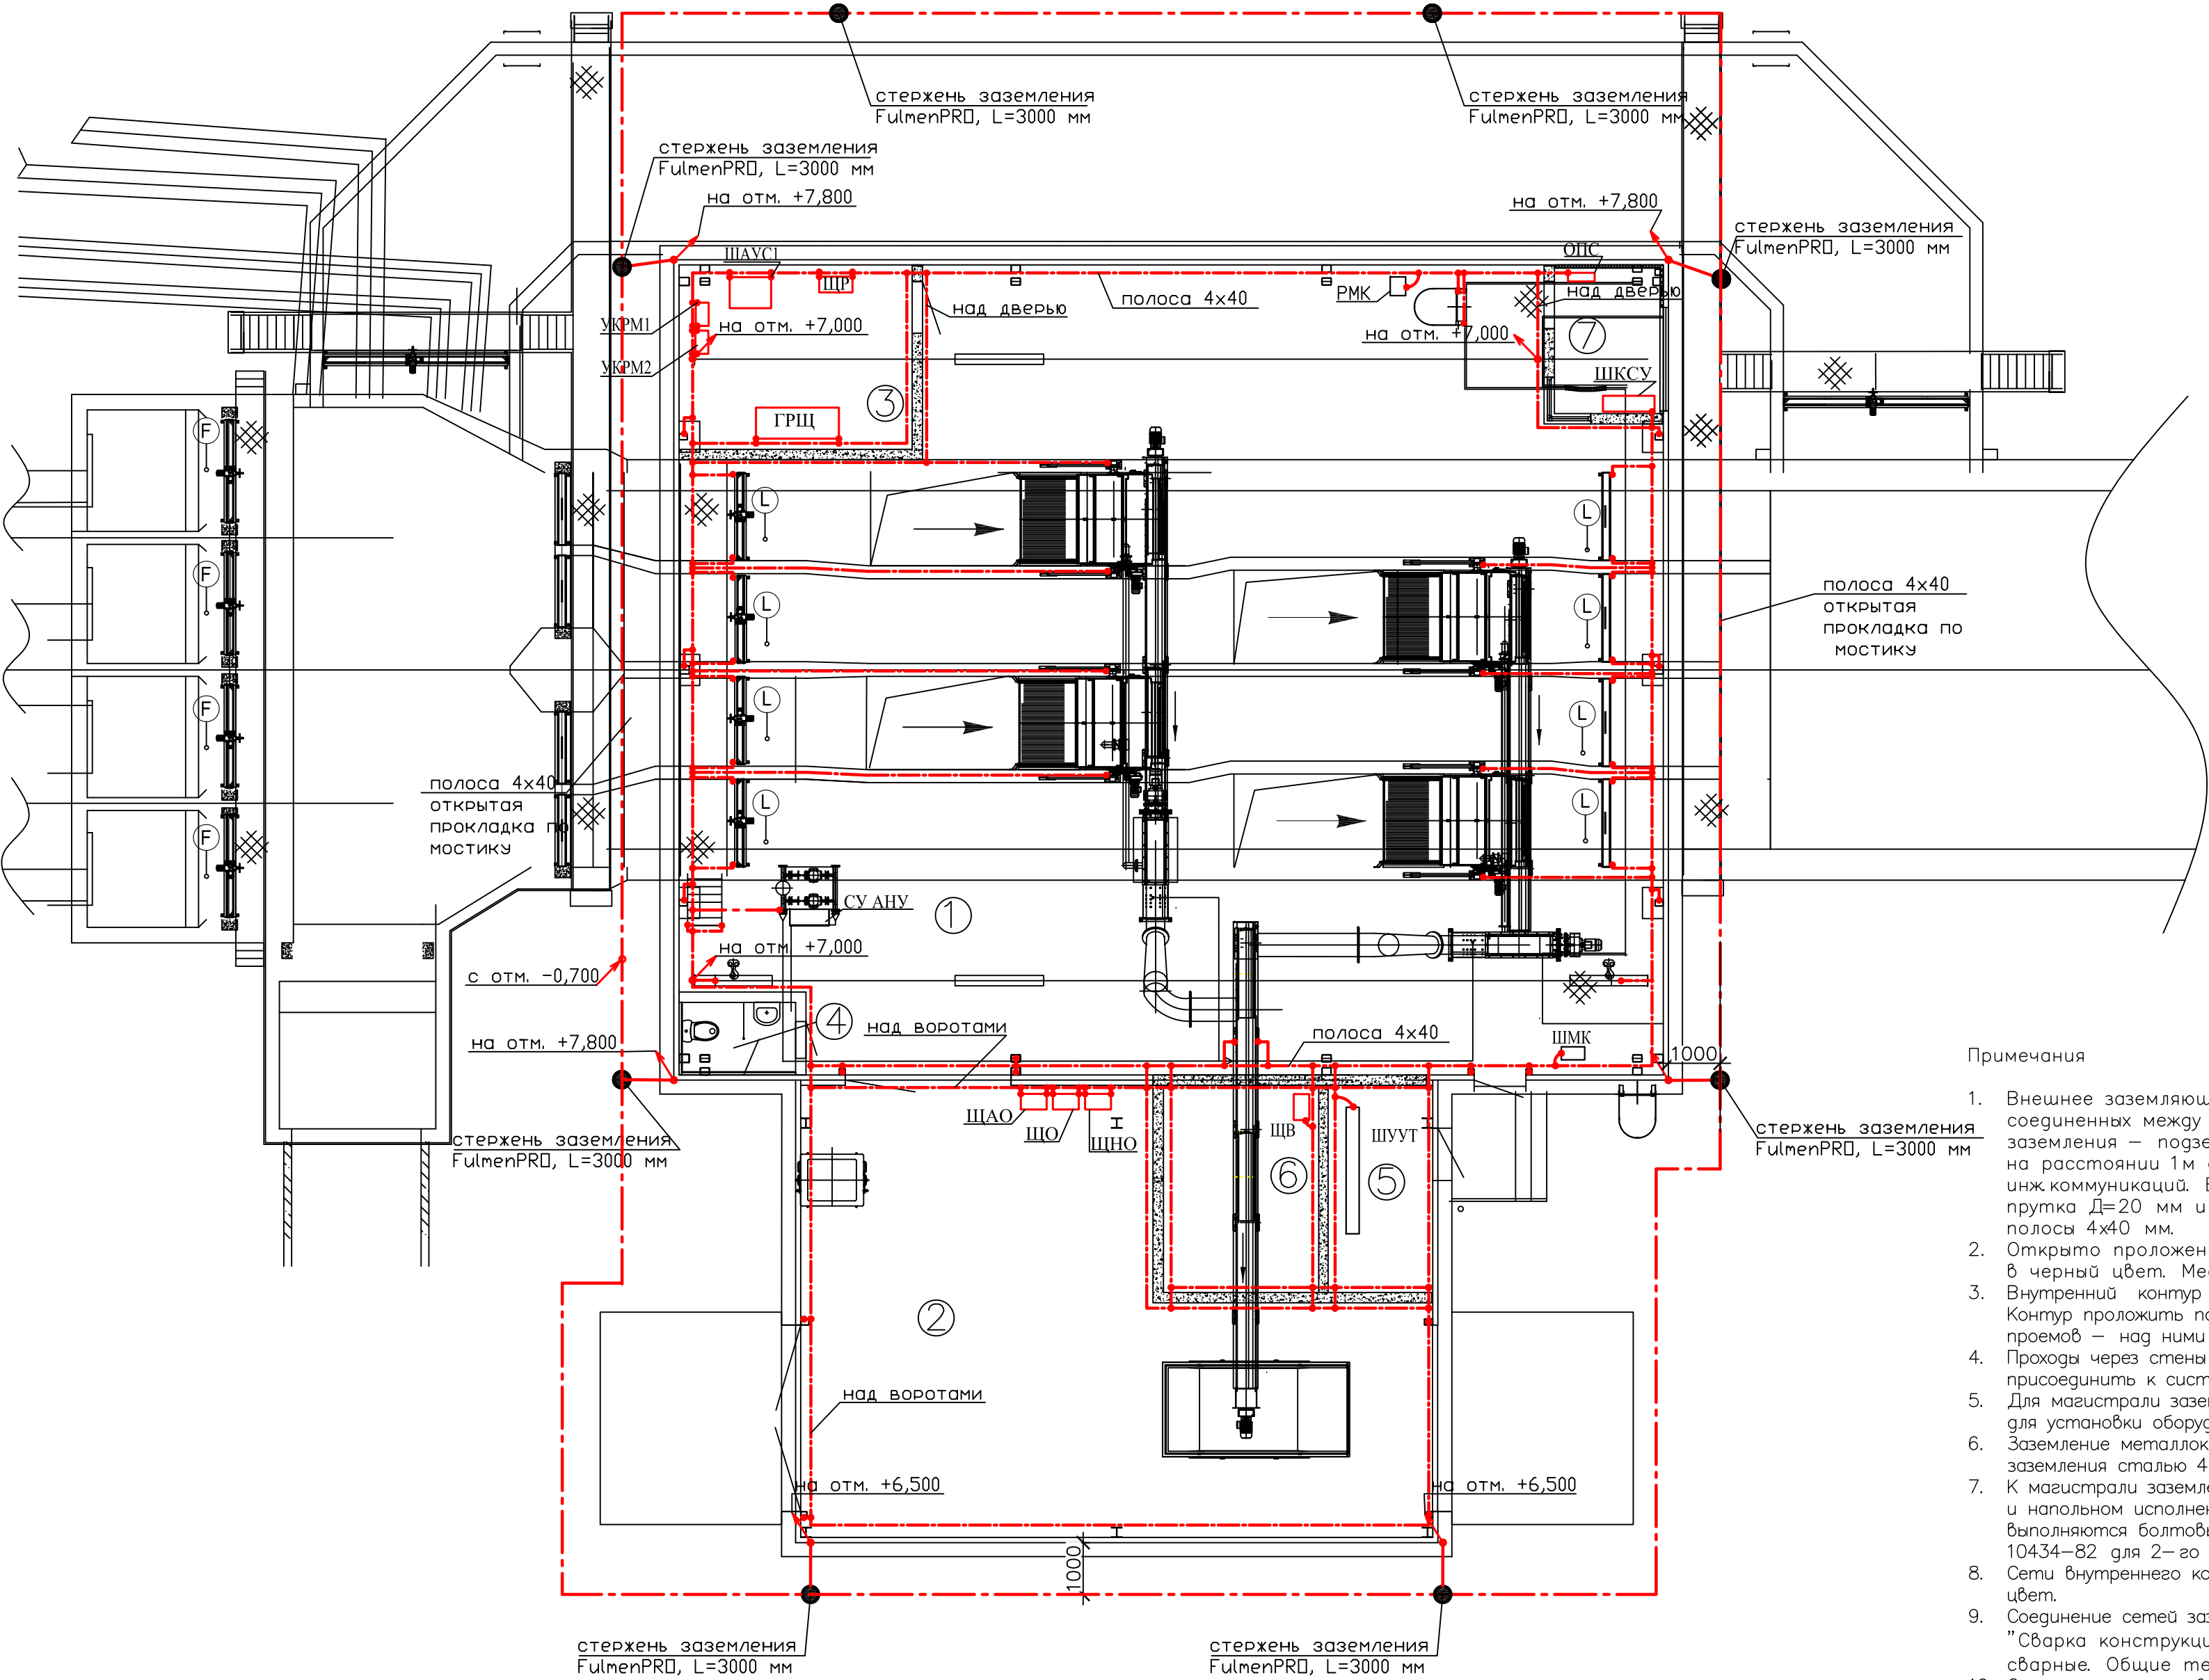 стержень заземления
FulmenPRO, L=3000 мм
стержень заземления
FulmenPRO, L=3000 мм
стержень заземления
FulmenPRO, L=3000 мм
на отм. +7,800
на отм. +7,800
стержень заземления
FulmenPRO, L=3000 мм
ШАУС1
ЩР
ОПС
РМК
полоса 4х40
над дверью
над дверью
УКРМ1
УКРМ2
на отм. +7,000
на отм. +7,000
7
ШКСУ
3
ГРЩ
F
F
F
F
L
L
L
L
L
L
L
L
полоса 4х40
открытая
прокладка по
мостику
полоса 4х40
открытая
прокладка по
мостику
СУ АНУ
1
на отм. +7,000
с отм. -0,700
4
над воротами
полоса 4х40
ШМК
1000
на отм. +7,800
ЩАО
ЩО
ЩНО
ЩВ
ШУУТ
6
5
стержень заземления
FulmenPRO, L=3000 мм
стержень заземления
FulmenPRO, L=3000 мм
2
над воротами
на отм. +6,500
на отм. +6,500
1000
стержень заземления
FulmenPRO, L=3000 мм
стержень заземления
FulmenPRO, L=3000 мм
Примечания
1. Внешнее заземляющ
соединенных между
заземления – подзе
на расстоянии 1м
инж.коммуникаций.
прутка Д=20 мм и
полосы 4х40 мм.
2. Открыто проложен
в черный цвет. Ме
3. Внутренний контур
Контур проложить по
проемов – над ними
4. Проходы через стены
присоединить к сист
5. Для магистрали зазе
для установки оборуд
6. Заземление металлок
заземления сталью 4
7. К магистрали заземле
и напольном исполнен
выполняются болтовы
10434–82 для 2–го
8. Сети внутреннего ко
цвет.
9. Соединение сетей заз
"Сварка конструкци
сварные. Общие те